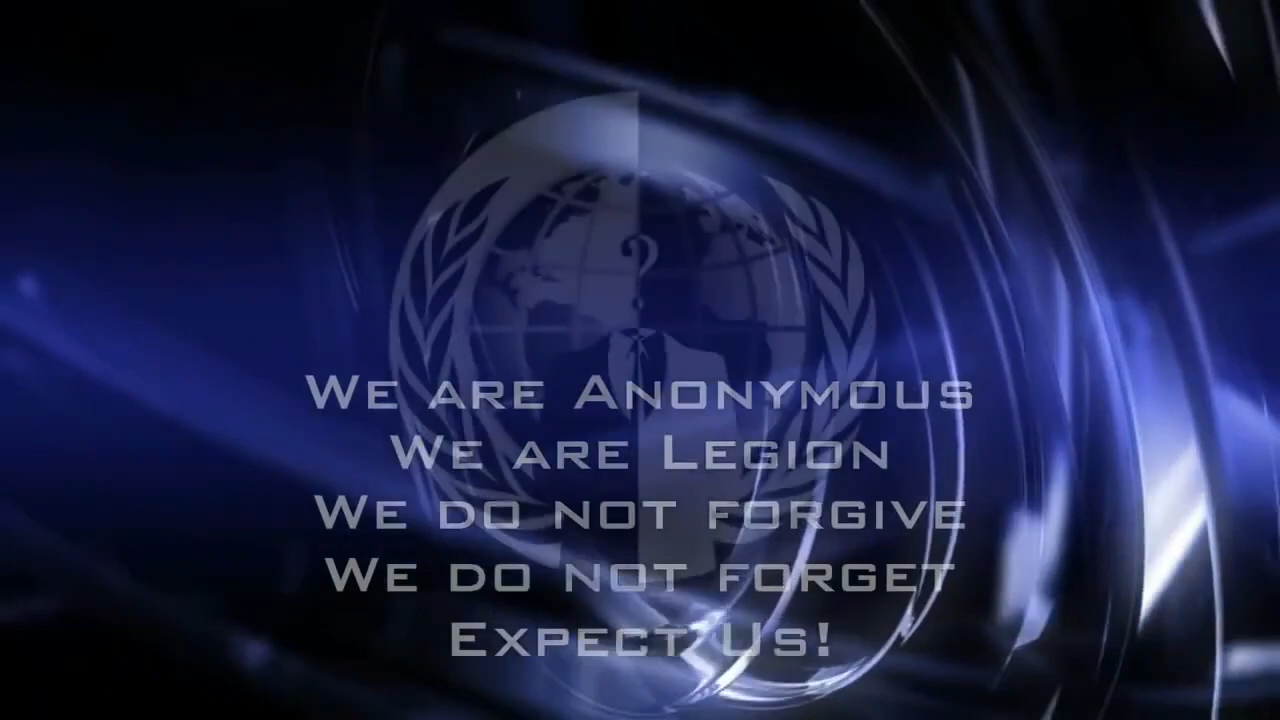 ?
We are Anonymous
We are Legion
We do not forgive
We do not forget
Expect Us!